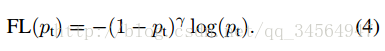 FL(pₜ) = −(1 − pₜ)^γ log(pₜ). (4)